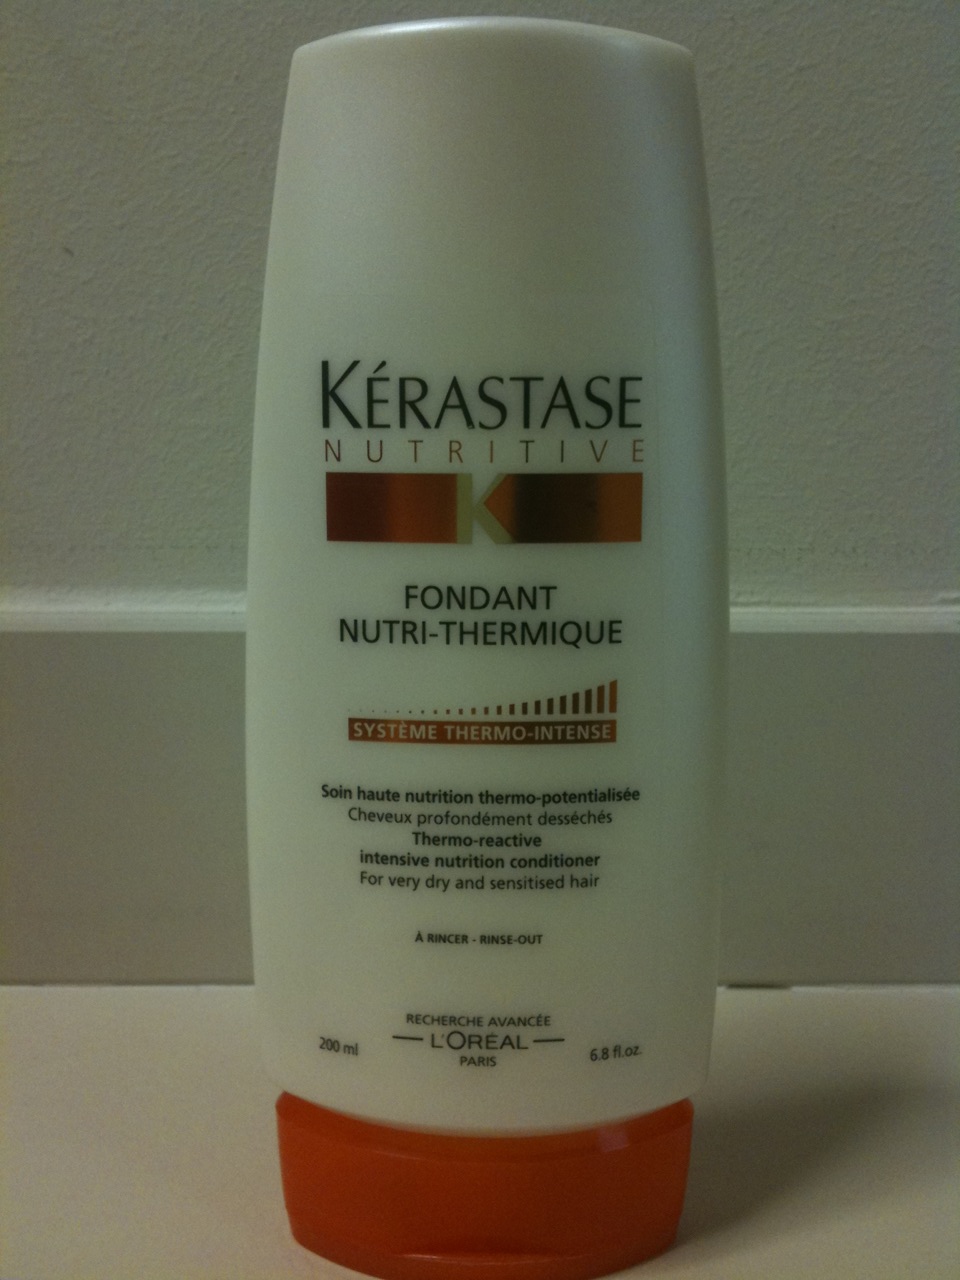 KÉRASTASE
NUTRITIVE
K
FONDANT
NUTRI-THERMIQUE
SYSTÈME THERMO-INTENSE
Soin haute nutrition thermo-potentialisée
Cheveux profondément desséchés
Thermo-reactive
intensive nutrition conditioner
For very dry and sensitised hair
À RINCER - RINSE-OUT
RECHERCHE AVANCÉE
L'ORÉAL
PARIS
200 ml
6.8 fl.oz.